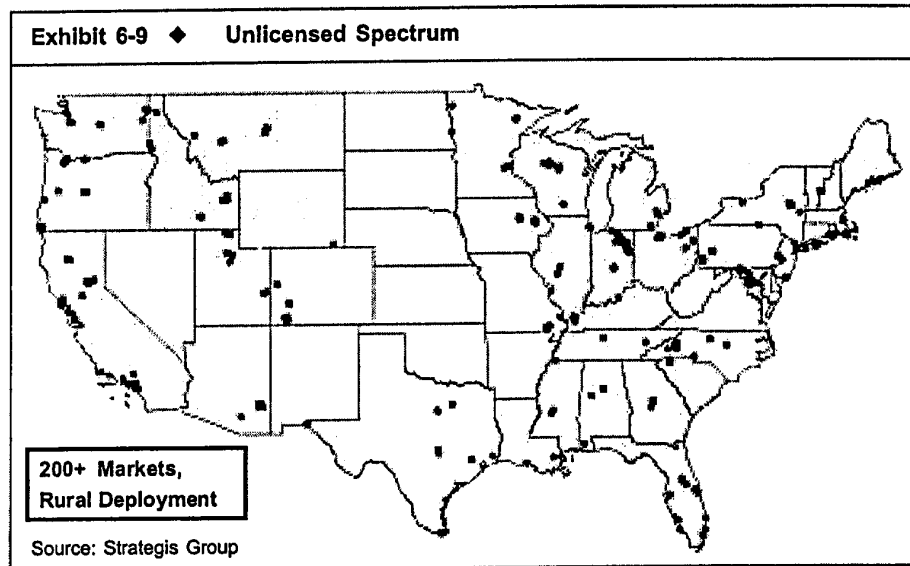 Exhibit 6-9 ◆ Unlicensed Spectrum
200+ Markets,
Rural Deployment
Source: Strategis Group